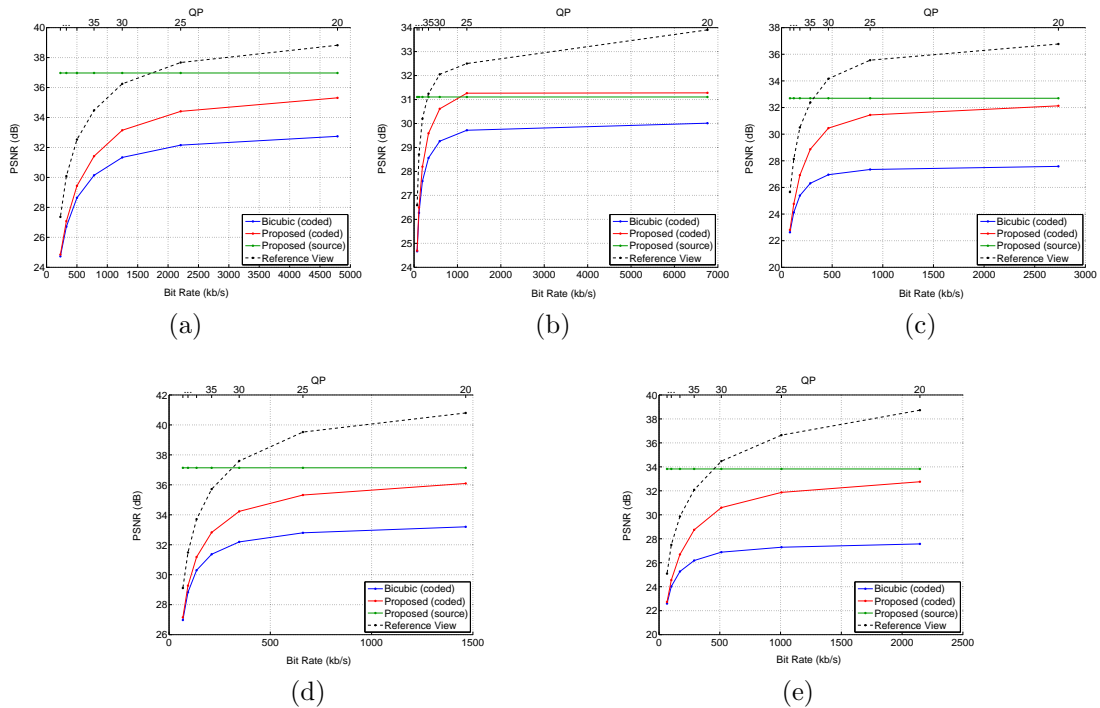 QP
... 35 30 25 20
40
38
36
34
32
30
28
26
24
PSNR (dB)
0 500 1000 1500 2000 2500 3000 3500 4000 4500 5000
Bit Rate (kb/s)
Bicubic (coded)
Proposed (coded)
Proposed (source)
Reference View
(a)
QP
... 35 30 25 20
34
33
32
31
30
29
28
27
26
25
24
PSNR (dB)
0 1000 2000 3000 4000 5000 6000 7000
Bit Rate (kb/s)
Bicubic (coded)
Proposed (coded)
Proposed (source)
Reference View
(b)
QP
... 35 30 25 20
38
36
34
32
30
28
26
24
22
20
PSNR (dB)
0 500 1000 1500 2000 2500 3000
Bit Rate (kb/s)
Bicubic (coded)
Proposed (coded)
Proposed (source)
Reference View
(c)
QP
... 35 30 25 20
42
40
38
36
34
32
30
28
26
PSNR (dB)
0 500 1000 1500
Bit Rate (kb/s)
Bicubic (coded)
Proposed (coded)
Proposed (source)
Reference View
(d)
QP
... 35 30 25 20
40
38
36
34
32
30
28
26
24
22
20
PSNR (dB)
0 500 1000 1500 2000 2500
Bit Rate (kb/s)
Bicubic (coded)
Proposed (coded)
Proposed (source)
Reference View
(e)